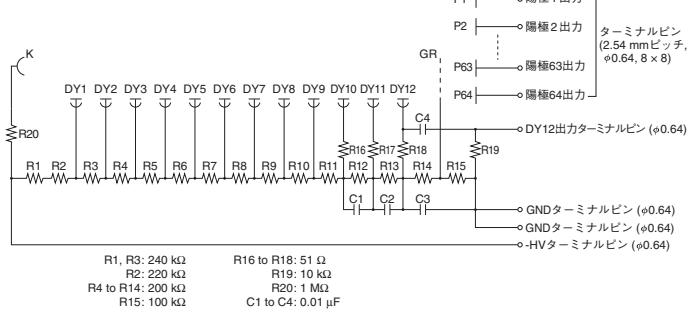 P1 陽極1出力
P2 陽極2出力
ターミナルピン
(2.54 mmピッチ,
φ0.64, 8 × 8)
K
GR
P63 陽極63出力
DY1 DY2 DY3 DY4 DY5 DY6 DY7 DY8 DY9 DY10 DY11 DY12
P64 陽極64出力
C4
DY12出力ターミナルピン (φ0.64)
R20
R16 R17 R18 R19
R1 R2 R3 R4 R5 R6 R7 R8 R9 R10 R11 R12 R13 R14 R15
C1 C2 C3
GNDターミナルピン (φ0.64)
GNDターミナルピン (φ0.64)
-HVターミナルピン (φ0.64)
R1, R3: 240 kΩ R16 to R18: 51 Ω
R2: 220 kΩ R19: 10 kΩ
R4 to R14: 200 kΩ R20: 1 MΩ
R15: 100 kΩ C1 to C4: 0.01 µF